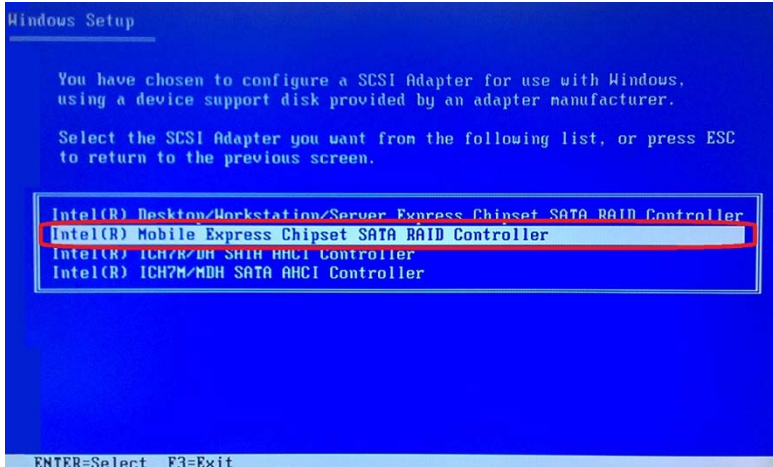 Windows Setup
You have chosen to configure a SCSI Adapter for use with Windows,
using a device support disk provided by an adapter manufacturer.
Select the SCSI Adapter you want from the following list, or press ESC
to return to the previous screen.
Intel(R) Desktop/Workstation/Server Express Chipset SATA RAID Controller
Intel(R) Mobile Express Chipset SATA RAID Controller
Intel(R) ICH7R/DH SATA AHCI Controller
Intel(R) ICH7M/MDH SATA AHCI Controller
ENTER=Select F3=Exit